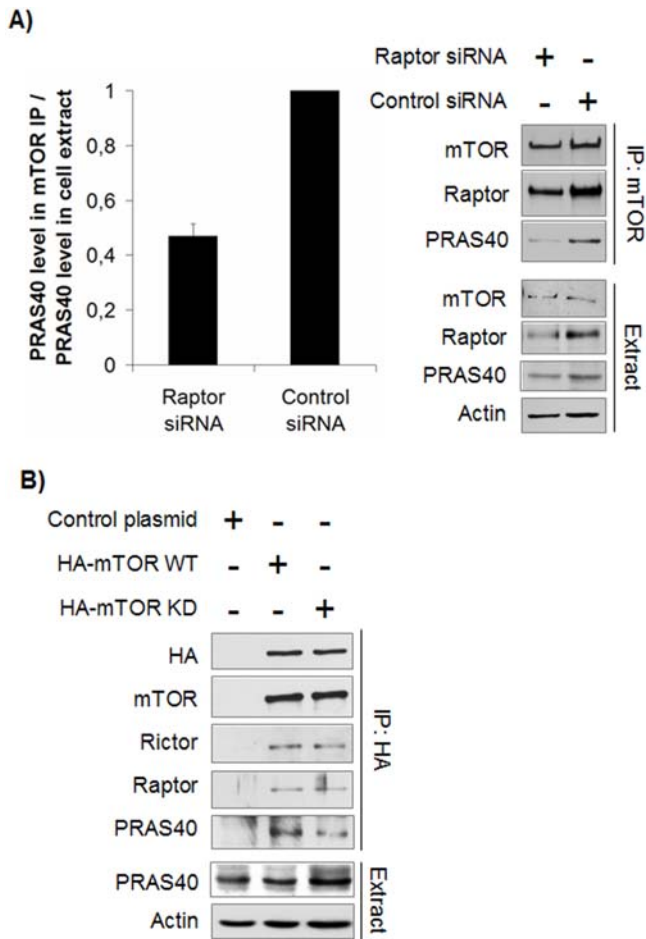 A)
PRAS40 level in mTOR IP /
PRAS40 level in cell extract
1
0,8
0,6
0,4
0,2
0
Raptor
siRNA
Control
siRNA
Raptor siRNA + -
Control siRNA - +
mTOR
Raptor
PRAS40
IP: mTOR
mTOR
Raptor
PRAS40
Actin
Extract
B)
Control plasmid + - -
HA-mTOR WT - + -
HA-mTOR KD - - +
HA
mTOR
Rictor
Raptor
PRAS40
IP: HA
PRAS40
Actin
Extract